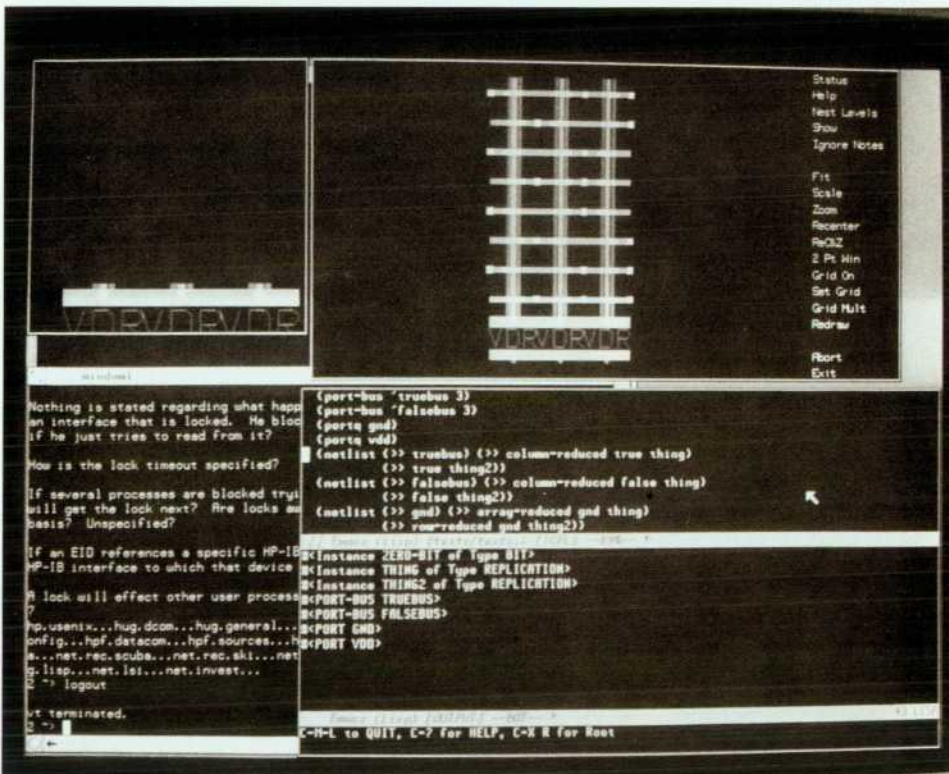 VDRVDRVDR
VDRVDRVDR
Status
Help
Nest Levels
Show
Ignore Notes
Fit
Scale
Zoom
Recenter
2 Pt Win
Grid On
Set Grid
Grid Mult
Redraw
Abort
Exit
Nothing is stated regarding what happ
an interface that is locked. He bloc
if he just tries to read from it?
How is the lock timeout specified?
If several processes are blocked tryi
will get the lock next? Are locks aw
basis? Unspecified?
If an EID references a specific HP-IB
HP-IB interface to which that device
A lock will effect other user process
?
hp.usenix...hug.dcom...hug.general...
onfig...hpf.datacom...hpf.sources...h
s...net.rec.scuba...net.rec.ski...net
g.lisp...net.lsi...net.invest...
2 ~> logout
vt terminated.
2 ~>
(port-bus 'truebus 3)
(port-bus 'falsebus 3)
(portq gnd)
(portq vdd)
(netlist (>> truebus) (>> column-reduced true thing)
(>> true thing2))
(netlist (>> falsebus) (>> column-reduced false thing)
(>> false thing2))
(netlist (>> gnd) (>> array-reduced gnd thing)
(>> row-reduced gnd thing2))
#<Instance ZERO-BIT of Type BIT>
#<Instance THING of Type REPLICATION>
#<Instance THING2 of Type REPLICATION>
#<PORT-BUS TRUEBUS>
#<PORT-BUS FALSEBUS>
#<PORT GND>
#<PORT VDD>
Emacs (Lisp) [OUTPUT]
C-M-L to QUIT, C-? for HELP, C-X R for Root